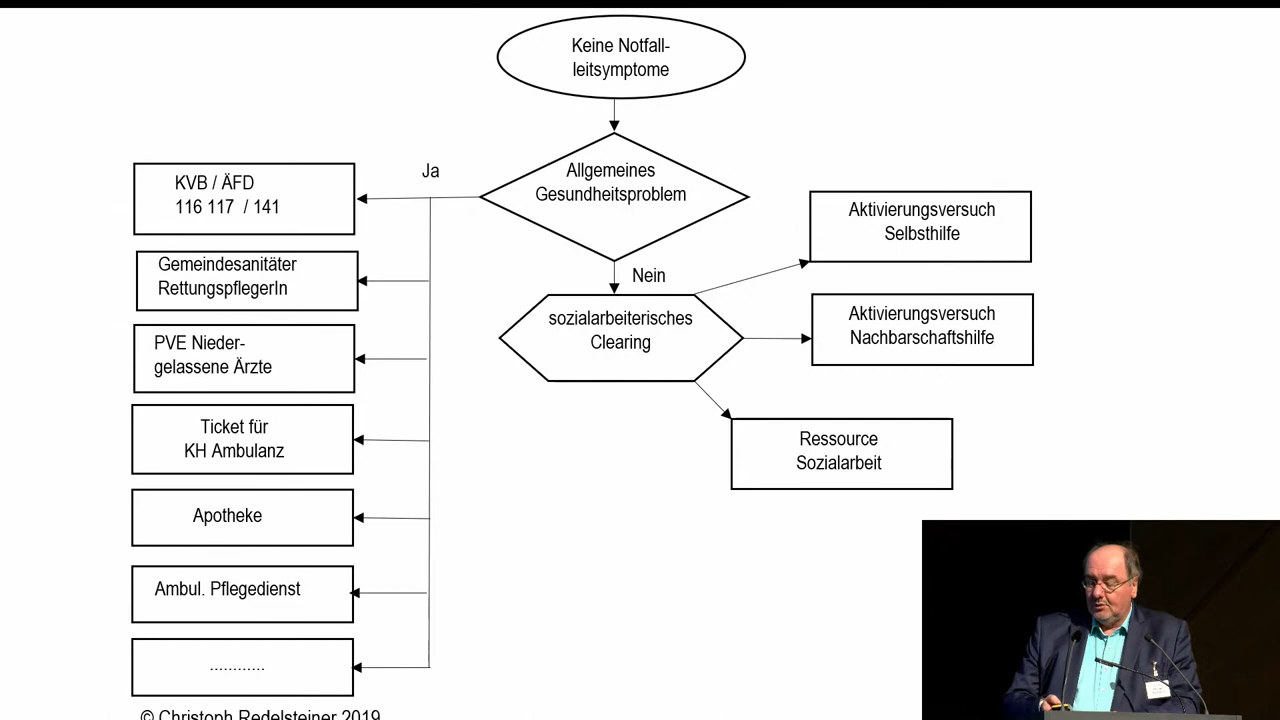 Keine Notfall-
leitsymptome
Allgemeines
Gesundheitsproblem
Ja
Nein
KVB / ÄFD
116 117 / 141
Gemeindesanitäter
RettungspflegerIn
PVE Nieder-
gelassene Ärzte
Ticket für
KH Ambulanz
Apotheke
Ambul. Pflegedienst
............
sozialarbeiterisches
Clearing
Aktivierungsversuch
Selbsthilfe
Aktivierungsversuch
Nachbarschaftshilfe
Ressource
Sozialarbeit
© Christoph Redelsteiner 2019